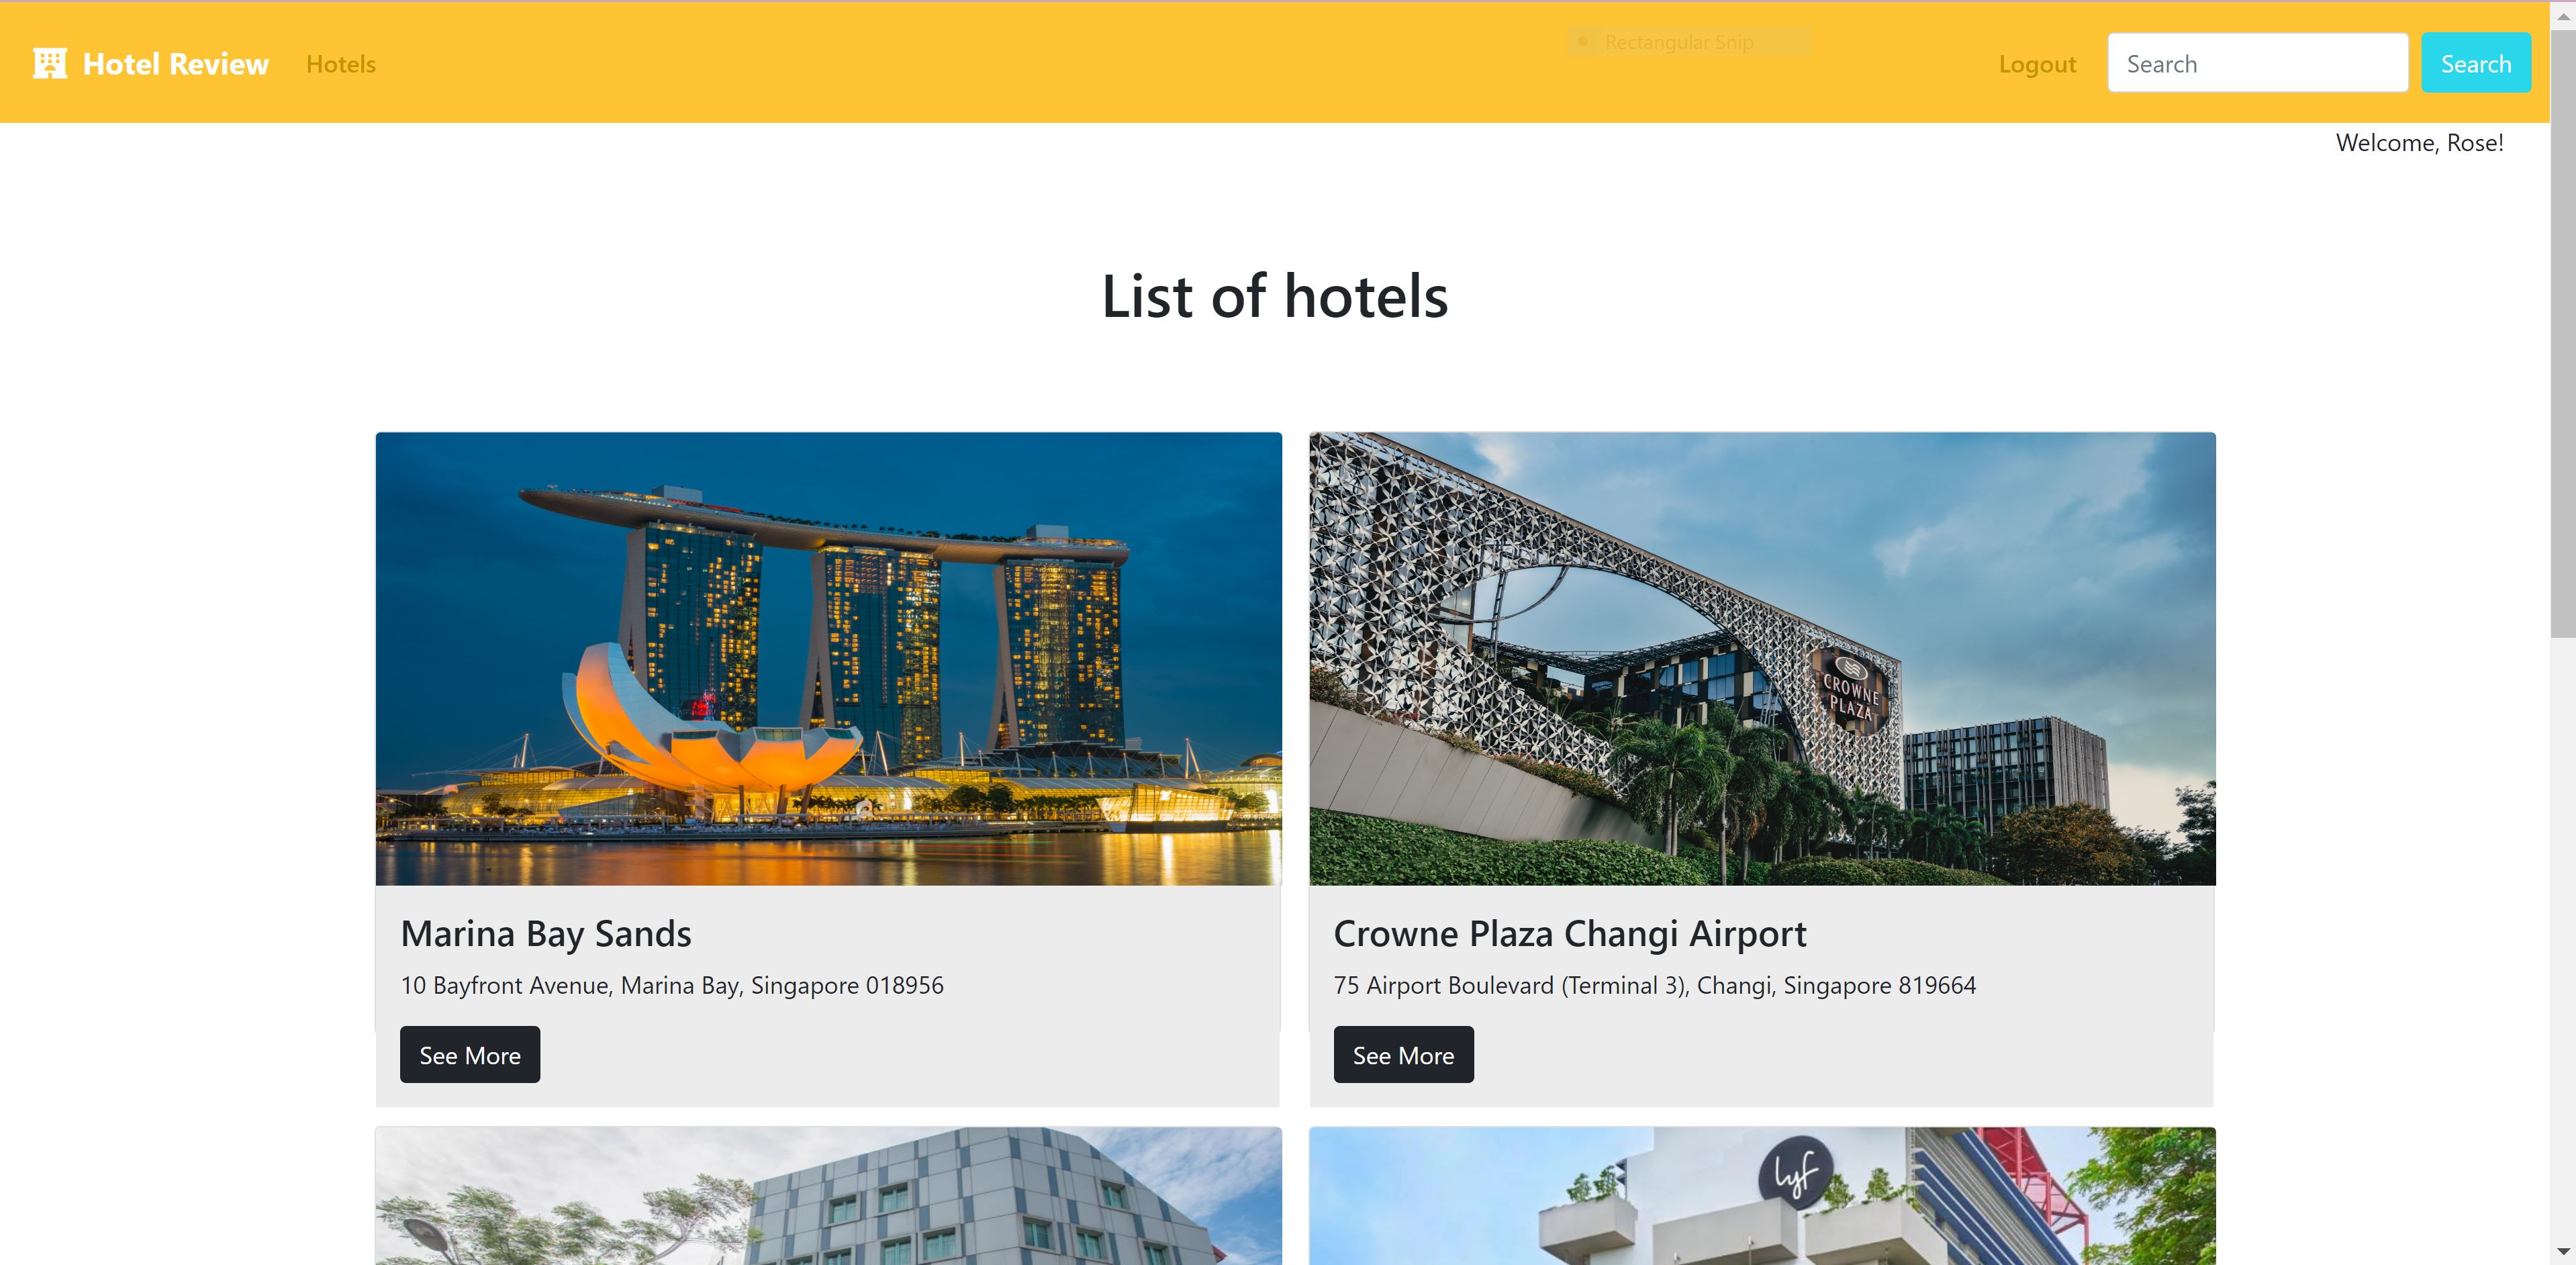 Hotel Review
Hotels
Rectangular Snip
Logout
Search
Search
Welcome, Rose!
List of hotels
CROWNE
PLAZA
Marina Bay Sands
10 Bayfront Avenue, Marina Bay, Singapore 018956
See More
Crowne Plaza Changi Airport
75 Airport Boulevard (Terminal 3), Changi, Singapore 819664
See More
lyf